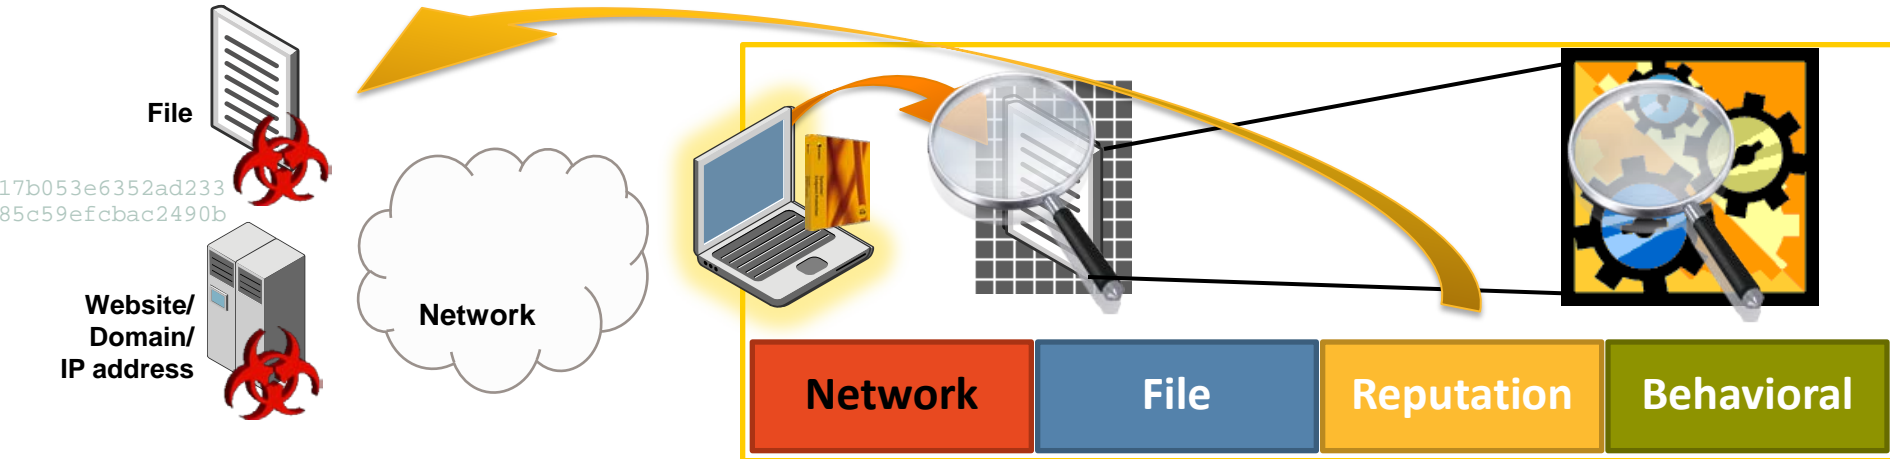 File
17b053e6352ad233
85c59efcbac2490b
Website/
Domain/
IP address
Network
Network
File
Reputation
Behavioral